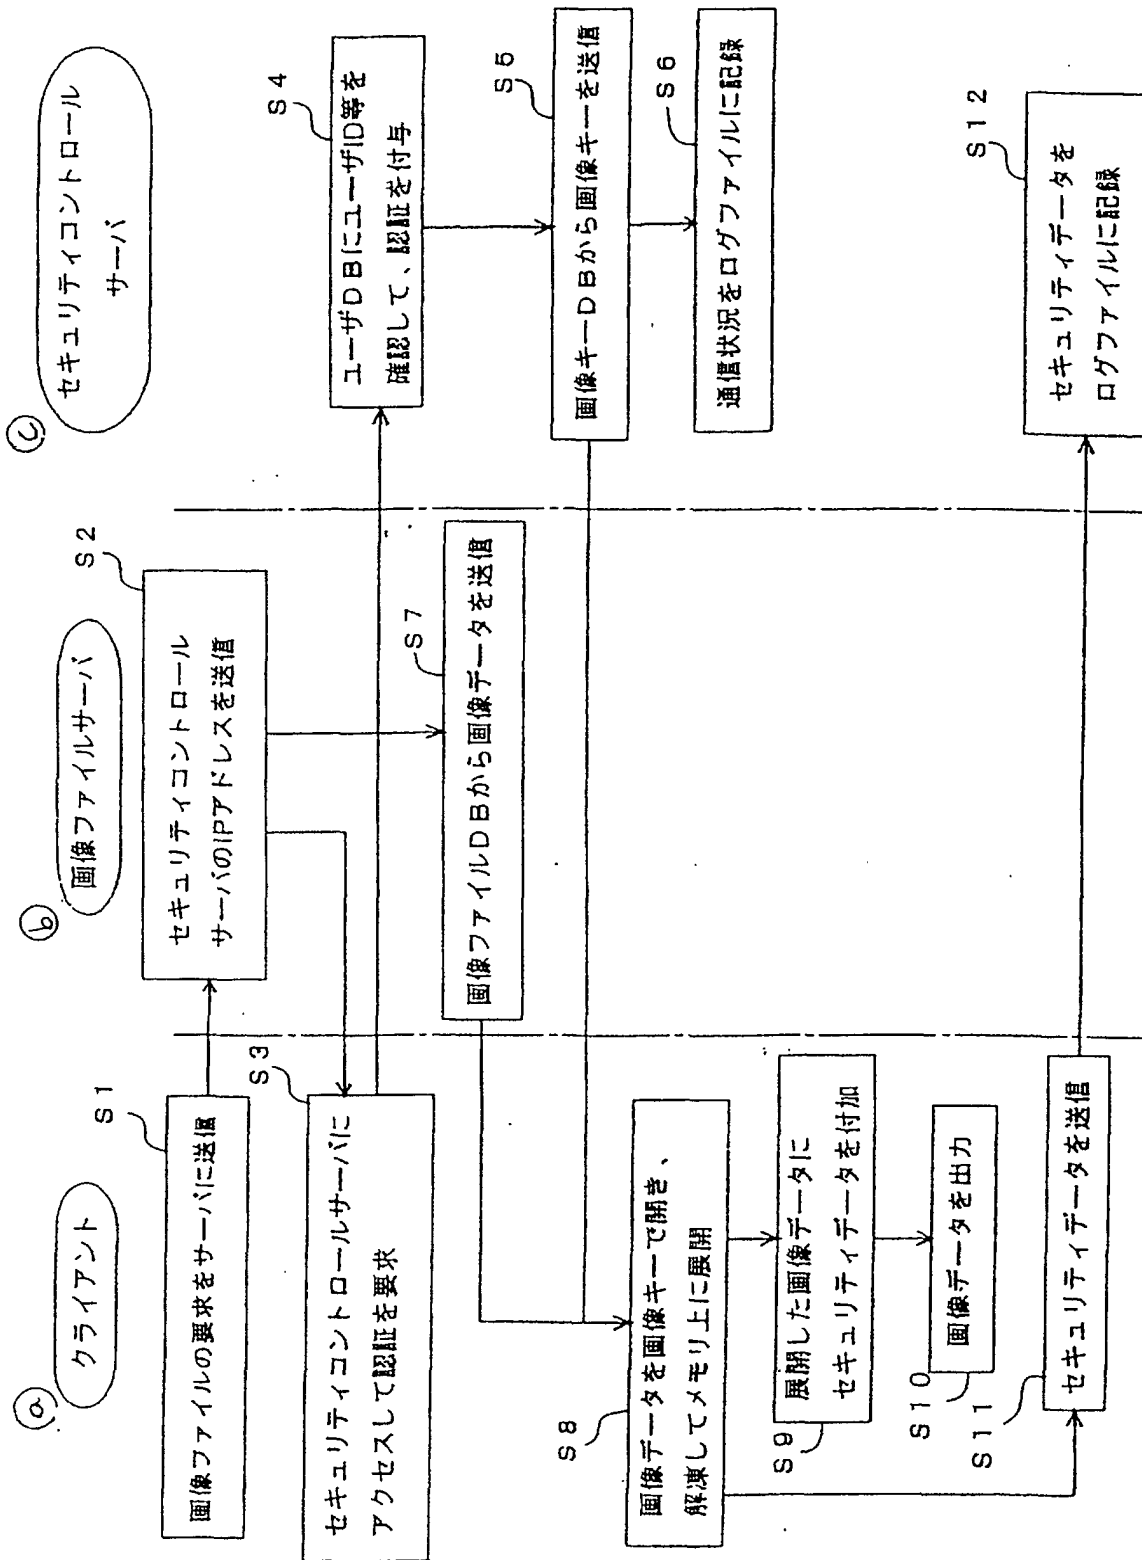 ⓐ
クライアント
ⓑ
画像ファイルサーバ
ⓒ
セキュリティコントロール
サーバ
S1
画像ファイルの要求をサーバに送信
S2
セキュリティコントロール
サーバのIPアドレスを送信
S3
セキュリティコントロールサーバに
アクセスして認証を要求
S4
ユーザDBにユーザID等を
確認して、認証を付与
S5
画像キーDBから画像キーを送信
S6
通信状況をログファイルに記録
S7
画像ファイルDBから画像データを送信
S8
画像データを画像キーで開き、
解凍してメモリ上に展開
S9
展開した画像データに
セキュリティデータを付加
S10
画像データを出力
S11
セキュリティデータを送信
S12
セキュリティデータを
ログファイルに記録